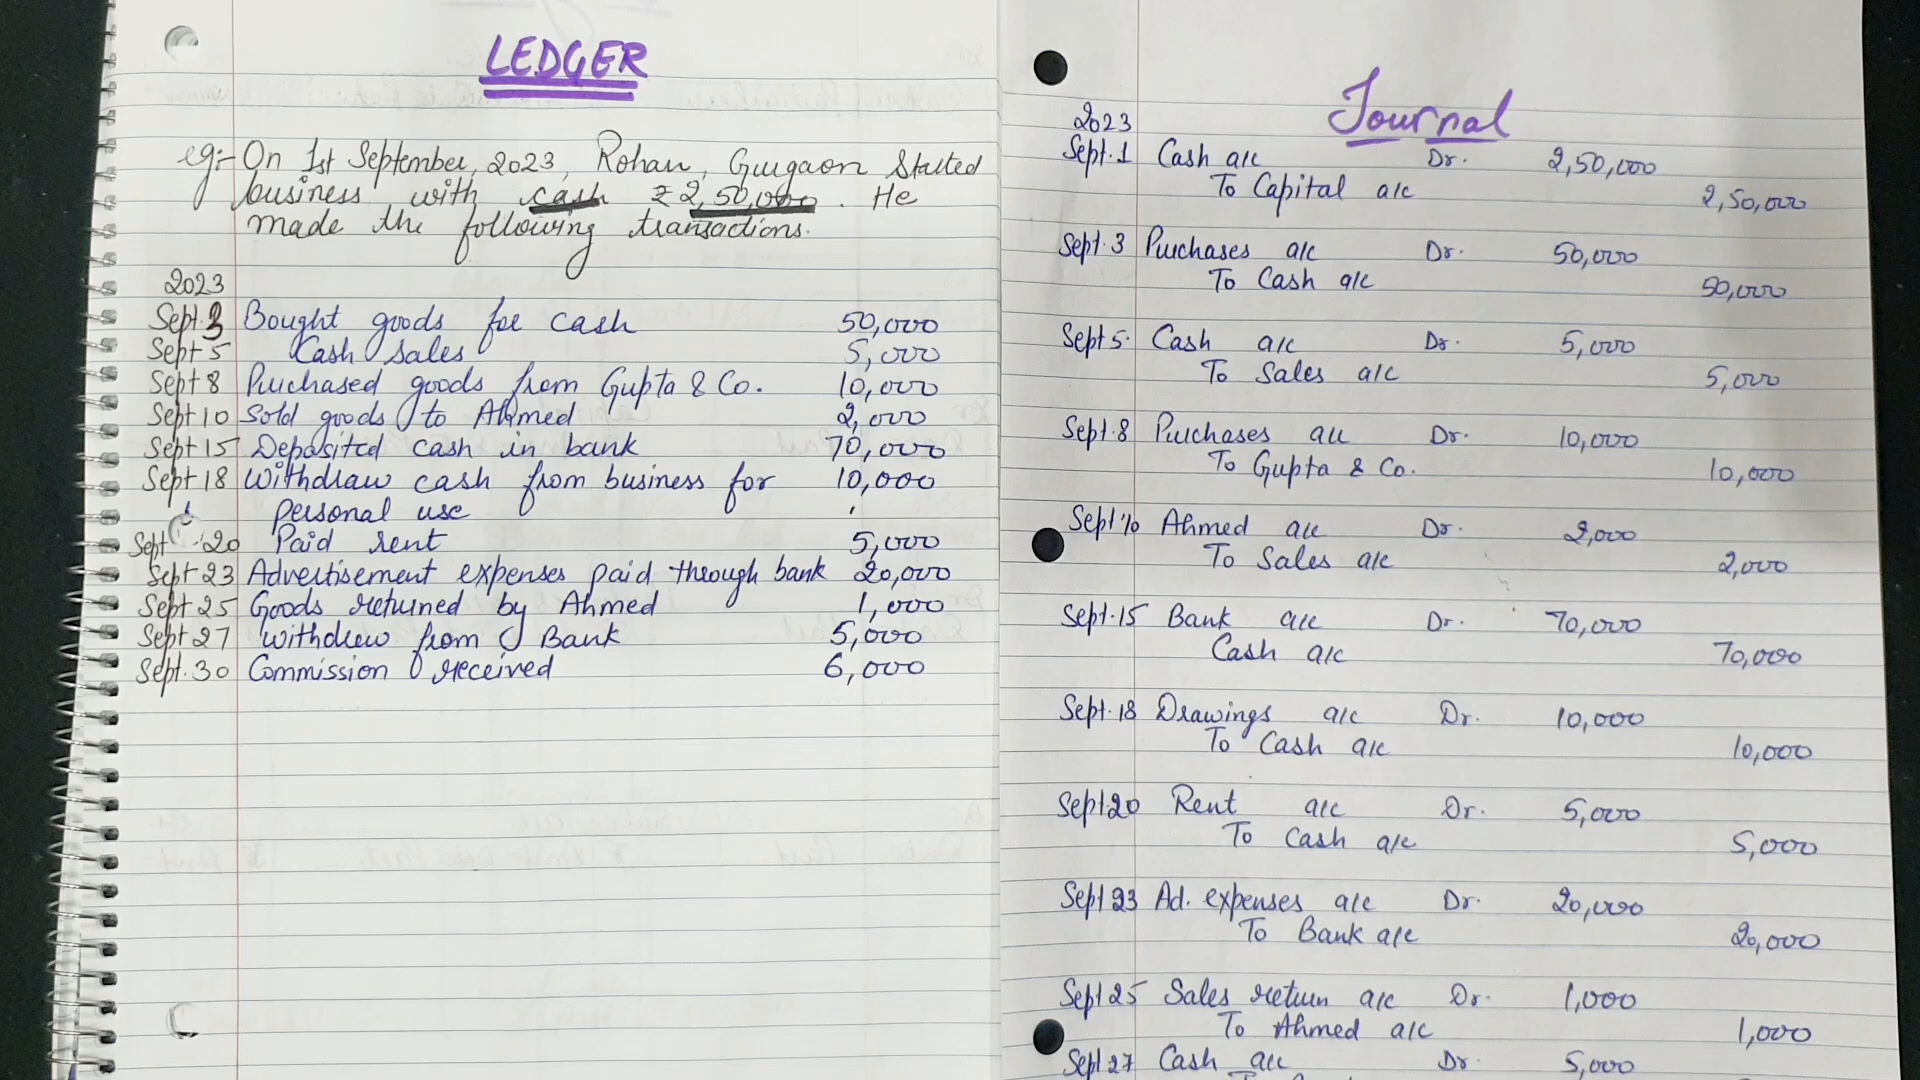 LEDGER
eg:- On 1st September, 2023, Rohan, Gurgaon Started
business with cash ₹ 2,50,000. He
made the following transactions.
2023
Sept. 3 Bought goods for cash 50,000
Sept 5 Cash sales 5,000
Sept 8 Purchased goods from Gupta & Co. 10,000
Sept 10 Sold goods to Ahmed 2,000
Sept 15 Deposited cash in bank 70,000
Sept 18 Withdraw cash from business for 10,000
personal use
Sept 20 Paid rent 5,000
Sept 23 Advertisement expenses paid through bank 20,000
Sept 25 Goods returned by Ahmed 1,000
Sept 27 withdrew from Bank 5,000
Sept. 30 Commission received 6,000
Journal
2023
Sept. 1 Cash a/c Dr. 2,50,000
To Capital a/c 2,50,000
Sept. 3 Purchases a/c Dr. 50,000
To Cash a/c 50,000
Sept 5. Cash a/c Dr. 5,000
To Sales a/c 5,000
Sept. 8 Purchases a/c Dr. 10,000
To Gupta & Co. 10,000
Sept 10 Ahmed a/c Dr. 2,000
To Sales a/c 2,000
Sept. 15 Bank a/c Dr. 70,000
Cash a/c 70,000
Sept. 18 Drawings a/c Dr. 10,000
To Cash a/c 10,000
Sept 20 Rent a/c Dr. 5,000
To Cash a/c 5,000
Sept 23 Ad. expenses a/c Dr. 20,000
To Bank a/c 20,000
Sept 25 Sales return a/c Dr. 1,000
To Ahmed a/c 1,000
Sept 27 Cash a/c Dr. 5,000